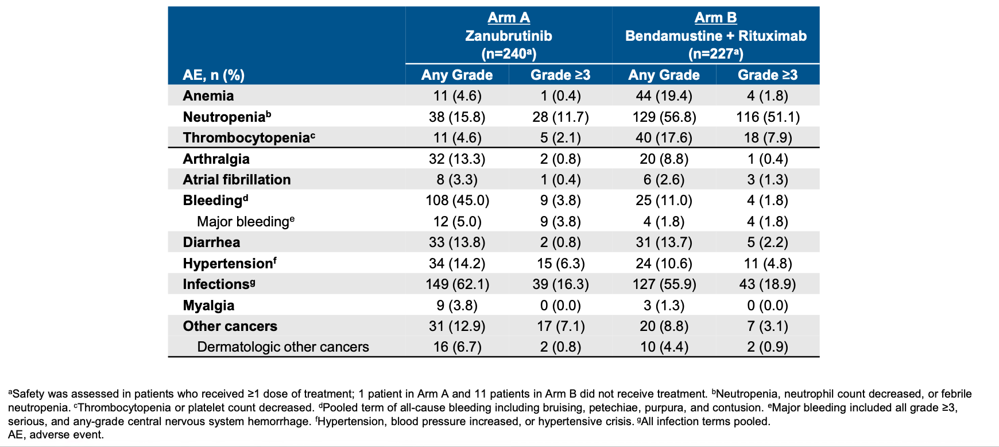 Arm A Arm B
Zanubrutinib Bendamustine + Rituximab
(n=240ᵃ) (n=227ᵃ)
AE, n (%) Any Grade Grade ≥3 Any Grade Grade ≥3
Anemia 11 (4.6) 1 (0.4) 44 (19.4) 4 (1.8)
Neutropeniaᵇ 38 (15.8) 28 (11.7) 129 (56.8) 116 (51.1)
Thrombocytopeniaᶜ 11 (4.6) 5 (2.1) 40 (17.6) 18 (7.9)
Arthralgia 32 (13.3) 2 (0.8) 20 (8.8) 1 (0.4)
Atrial fibrillation 8 (3.3) 1 (0.4) 6 (2.6) 3 (1.3)
Bleedingᵈ 108 (45.0) 9 (3.8) 25 (11.0) 4 (1.8)
Major bleedingᵉ 12 (5.0) 9 (3.8) 4 (1.8) 4 (1.8)
Diarrhea 33 (13.8) 2 (0.8) 31 (13.7) 5 (2.2)
Hypertensionᶠ 34 (14.2) 15 (6.3) 24 (10.6) 11 (4.8)
Infectionsᵍ 149 (62.1) 39 (16.3) 127 (55.9) 43 (18.9)
Myalgia 9 (3.8) 0 (0.0) 3 (1.3) 0 (0.0)
Other cancers 31 (12.9) 17 (7.1) 20 (8.8) 7 (3.1)
Dermatologic other cancers 16 (6.7) 2 (0.8) 10 (4.4) 2 (0.9)
ᵃSafety was assessed in patients who received ≥1 dose of treatment; 1 patient in Arm A and 11 patients in Arm B did not receive treatment. ᵇNeutropenia, neutrophil count decreased, or febrile
neutropenia. ᶜThrombocytopenia or platelet count decreased. ᵈPooled term of all-cause bleeding including bruising, petechiae, purpura, and contusion. ᵉMajor bleeding included all grade ≥3,
serious, and any-grade central nervous system hemorrhage. ᶠHypertension, blood pressure increased, or hypertensive crisis. ᵍAll infection terms pooled.
AE, adverse event.